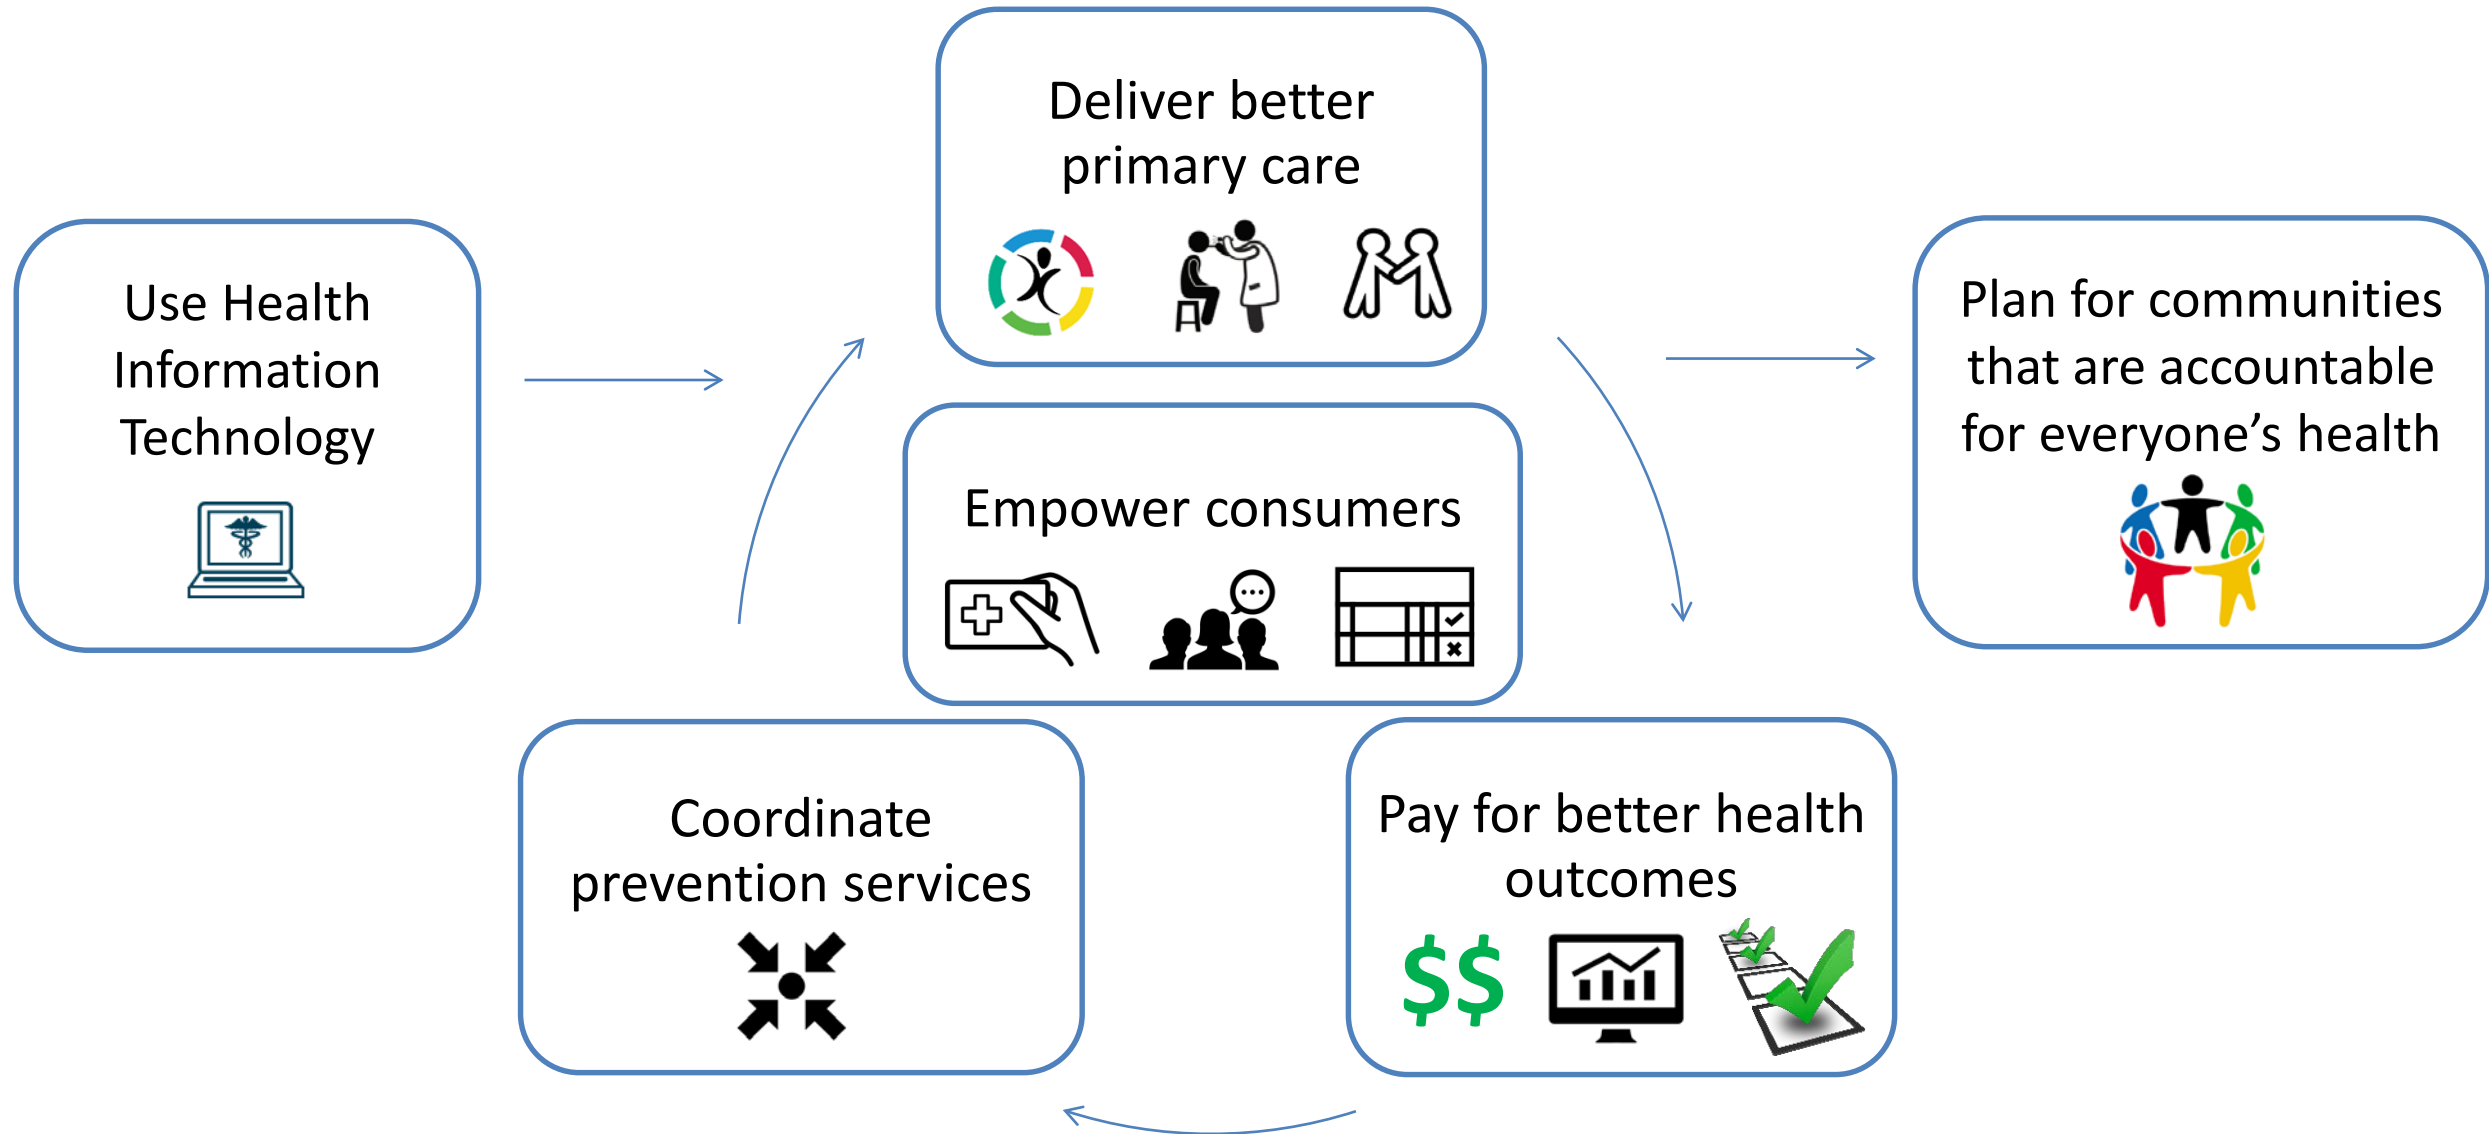 Use Health
Information
Technology
Deliver better
primary care
Empower consumers
Coordinate
prevention services
Pay for better health
outcomes
$$
Plan for communities
that are accountable
for everyone’s health